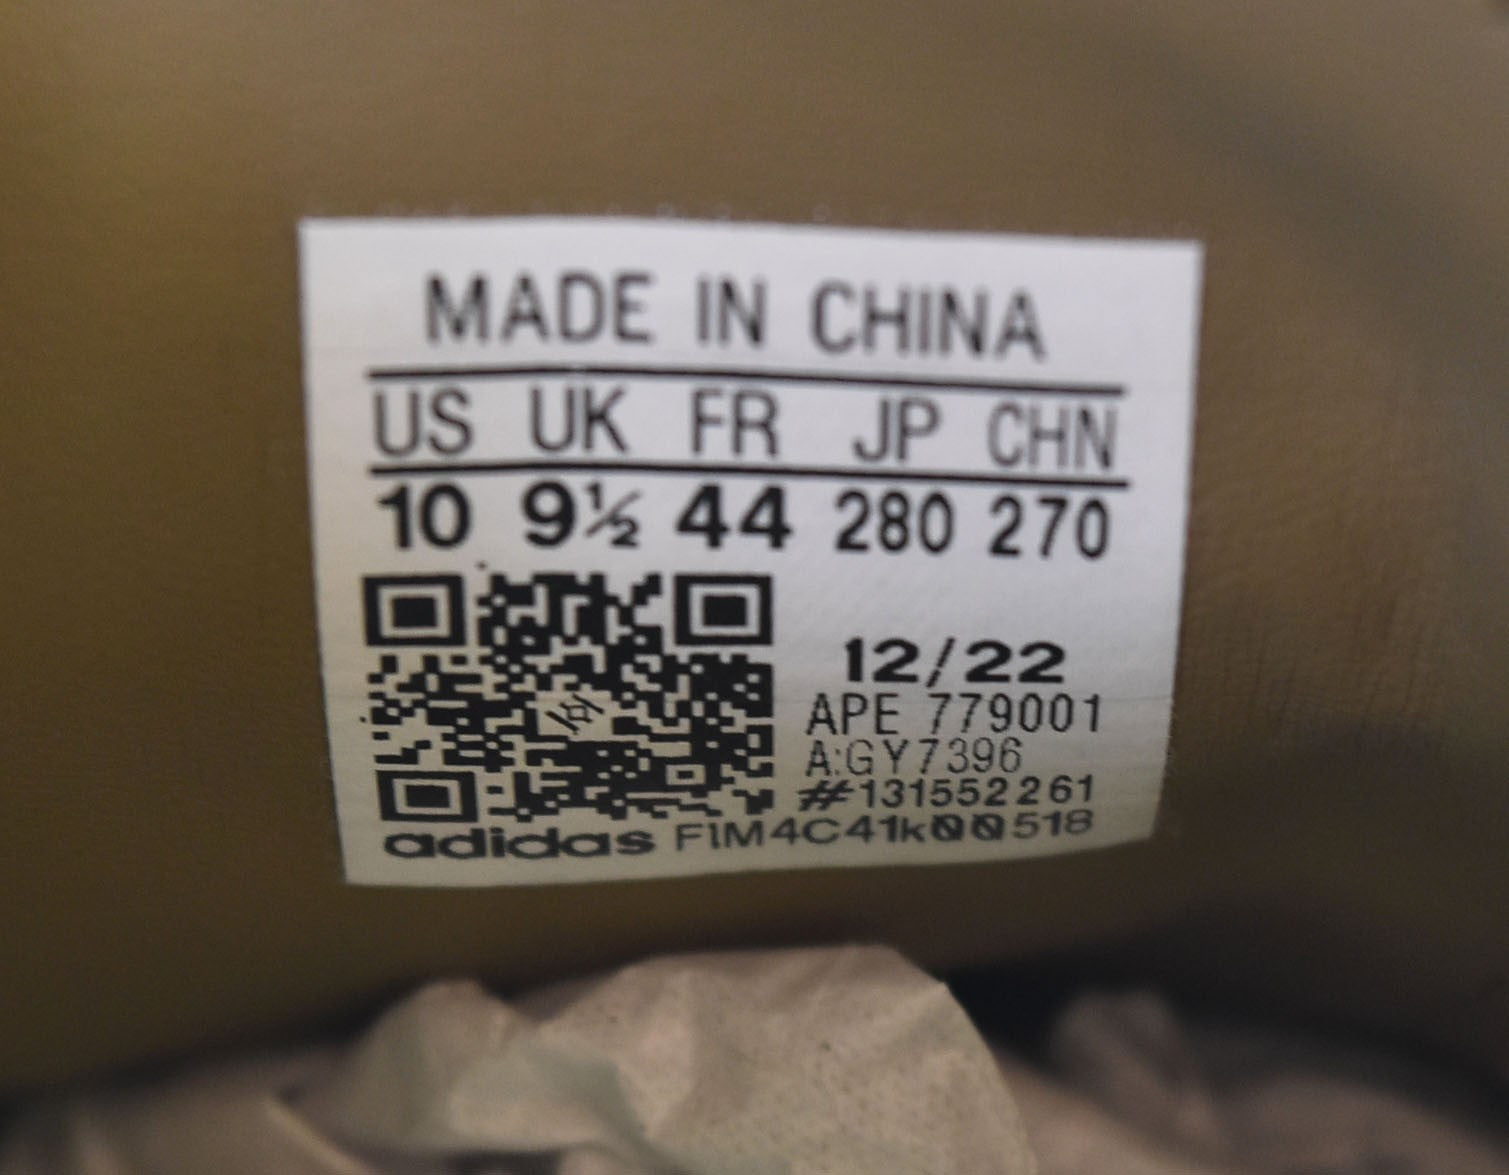 MADE IN CHINA
US UK FR JP CHN
10 9½ 44 280 270
12/22
APE 779001
A:GY7396
#131552261
adidas F1M4C41k00518